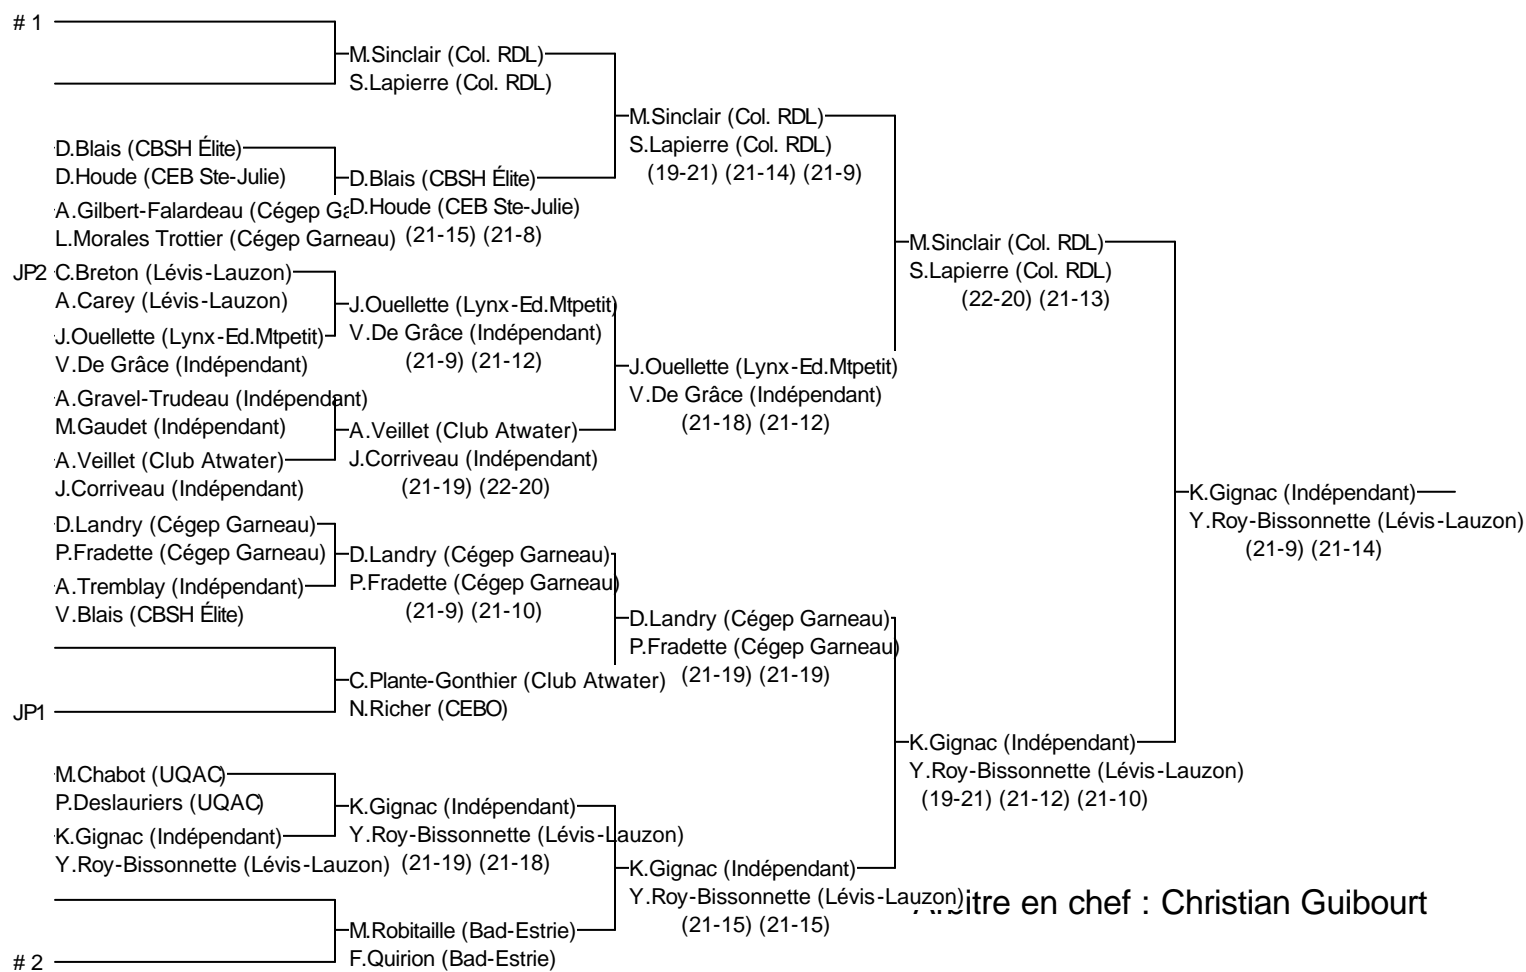 # 1
M.Sinclair (Col. RDL)
S.Lapierre (Col. RDL)
M.Sinclair (Col. RDL)
S.Lapierre (Col. RDL)
(19-21) (21-14) (21-9)
D.Blais (CBSH Élite)
D.Houde (CEB Ste-Julie)
D.Blais (CBSH Élite)
D.Houde (CEB Ste-Julie)
(21-15) (21-8)
A.Gilbert-Falardeau (Cégep Ga
L.Morales Trottier (Cégep Garneau)
M.Sinclair (Col. RDL)
S.Lapierre (Col. RDL)
(22-20) (21-13)
JP2 C.Breton (Lévis-Lauzon)
A.Carey (Lévis-Lauzon)
J.Ouellette (Lynx-Ed.Mtpetit)
V.De Grâce (Indépendant)
(21-9) (21-12)
J.Ouellette (Lynx-Ed.Mtpetit)
V.De Grâce (Indépendant)
J.Ouellette (Lynx-Ed.Mtpetit)
V.De Grâce (Indépendant)
(21-18) (21-12)
A.Gravel-Trudeau (Indépendant)
M.Gaudet (Indépendant)
A.Veillet (Club Atwater)
J.Corriveau (Indépendant)
(21-19) (22-20)
A.Veillet (Club Atwater)
J.Corriveau (Indépendant)
K.Gignac (Indépendant)
Y.Roy-Bissonnette (Lévis-Lauzon)
(21-9) (21-14)
D.Landry (Cégep Garneau)
P.Fradette (Cégep Garneau)
D.Landry (Cégep Garneau)
P.Fradette (Cégep Garneau)
(21-9) (21-10)
A.Tremblay (Indépendant)
V.Blais (CBSH Élite)
D.Landry (Cégep Garneau)
P.Fradette (Cégep Garneau)
(21-19) (21-19)
C.Plante-Gonthier (Club Atwater)
N.Richer (CEBO)
JP1
K.Gignac (Indépendant)
Y.Roy-Bissonnette (Lévis-Lauzon)
(19-21) (21-12) (21-10)
M.Chabot (UQAC)
P.Deslauriers (UQAC)
K.Gignac (Indépendant)
Y.Roy-Bissonnette (Lévis-Lauzon)
(21-19) (21-18)
K.Gignac (Indépendant)
Y.Roy-Bissonnette (Lévis-Lauzon)
K.Gignac (Indépendant)
Y.Roy-Bissonnette (Lévis-Lauzon)
(21-15) (21-15)
Arbitre en chef : Christian Guibourt
M.Robitaille (Bad-Estrie)
F.Quirion (Bad-Estrie)
# 2